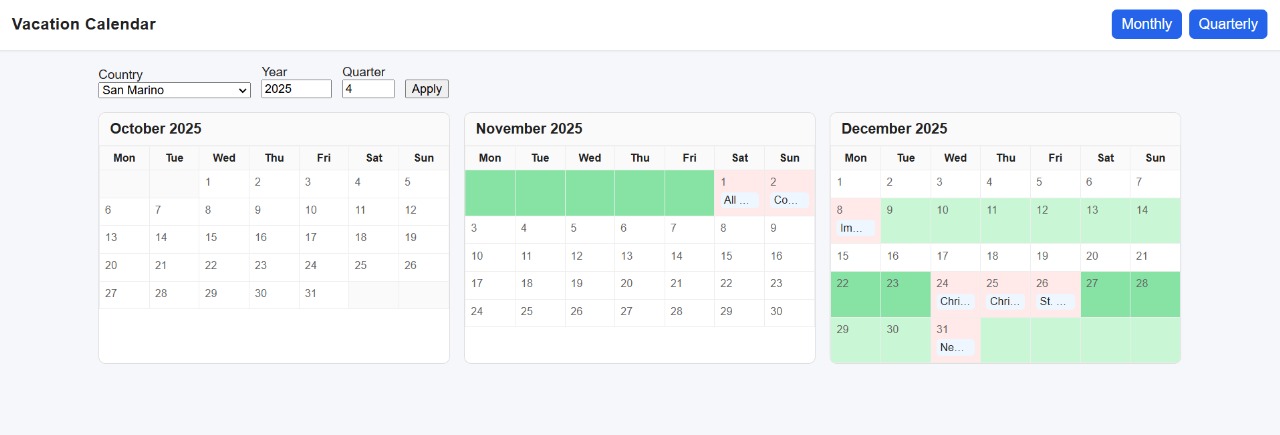 Vacation Calendar Monthly Quarterly
Country Year Quarter
San Marino 2025 4 Apply
October 2025
Mon Tue Wed Thu Fri Sat Sun
1 2 3 4 5
6 7 8 9 10 11 12
13 14 15 16 17 18 19
20 21 22 23 24 25 26
27 28 29 30 31
November 2025
Mon Tue Wed Thu Fri Sat Sun
1 2
All ... Co...
3 4 5 6 7 8 9
10 11 12 13 14 15 16
17 18 19 20 21 22 23
24 25 26 27 28 29 30
December 2025
Mon Tue Wed Thu Fri Sat Sun
1 2 3 4 5 6 7
8 9 10 11 12 13 14
Im...
15 16 17 18 19 20 21
22 23 24 25 26 27 28
Chri... Chri... St. ...
29 30 31
Ne...